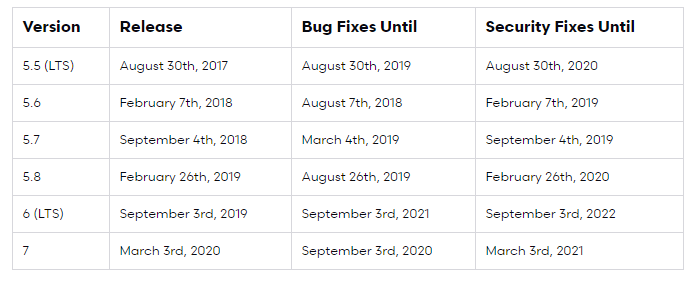 Version Release Bug Fixes Until Security Fixes Until
5.5 (LTS) August 30th, 2017 August 30th, 2019 August 30th, 2020
5.6 February 7th, 2018 August 7th, 2018 February 7th, 2019
5.7 September 4th, 2018 March 4th, 2019 September 4th, 2019
5.8 February 26th, 2019 August 26th, 2019 February 26th, 2020
6 (LTS) September 3rd, 2019 September 3rd, 2021 September 3rd, 2022
7 March 3rd, 2020 September 3rd, 2020 March 3rd, 2021